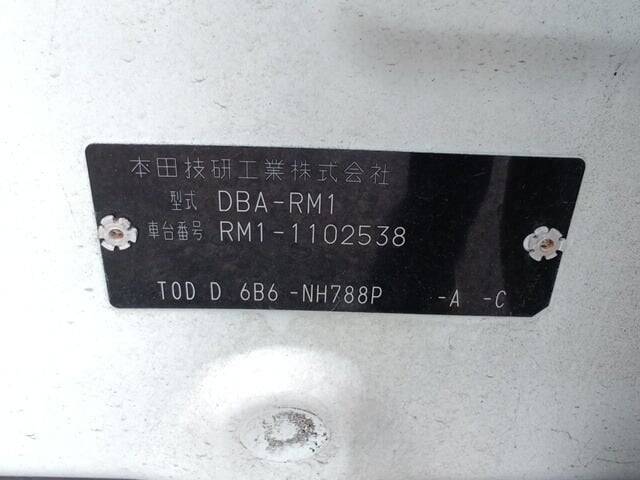 本田技研工業株式会社
型式 DBA-RM1
車台番号 RM1-1102538
TOD D 6B6 -NH788P -A -C